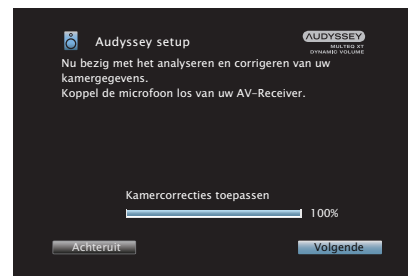 Audyssey setup
AUDYSSEY
MULTEQ XT
DYNAMIC VOLUME
Nu bezig met het analyseren en corrigeren van uw
kamergegevens.
Koppel de microfoon los van uw AV-Receiver.
Kamercorrecties toepassen
100%
Achteruit
Volgende